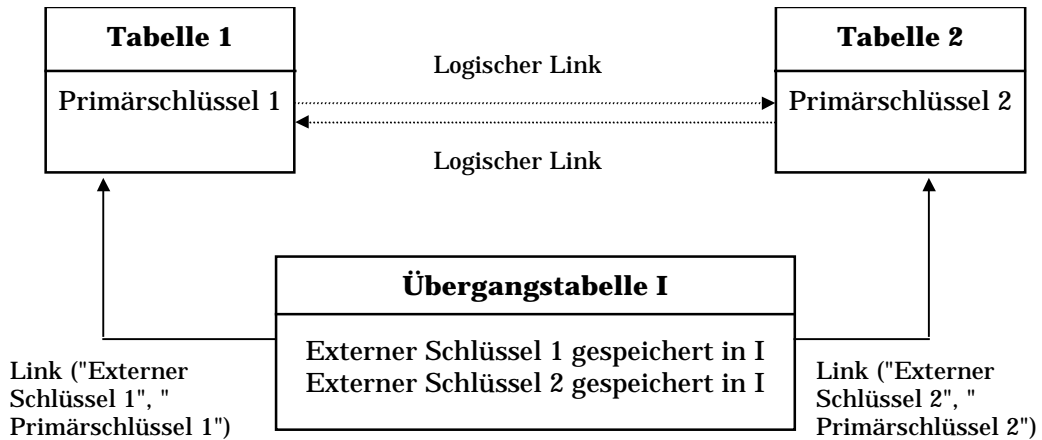 Tabelle 1
Primärschlüssel 1
Logischer Link
Logischer Link
Tabelle 2
Primärschlüssel 2
Übergangstabelle I
Externer Schlüssel 1 gespeichert in I
Externer Schlüssel 2 gespeichert in I
Link ("Externer
Schlüssel 1", "
Primärschlüssel 1")
Link ("Externer
Schlüssel 2", "
Primärschlüssel 2")